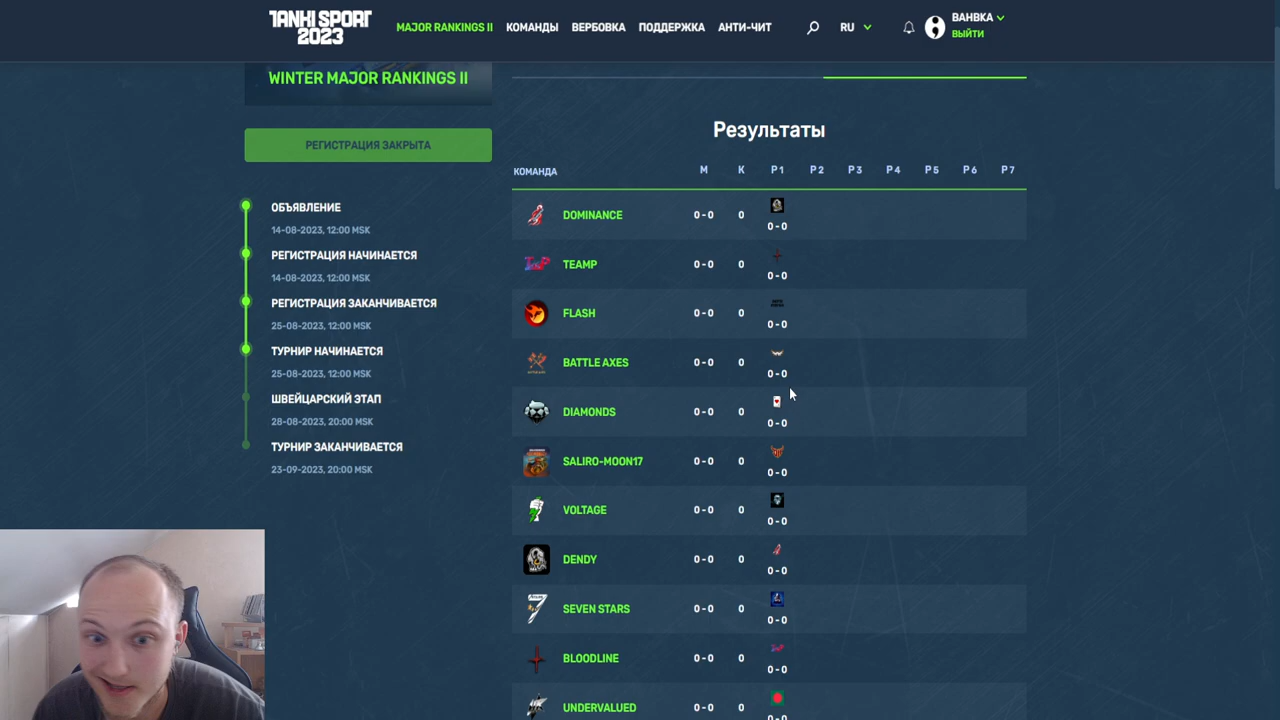 TANKI SPORT
2023
MAJOR RANKINGS II КОМАНДЫ ВЕРБОВКА ПОДДЕРЖКА АНТИ-ЧИТ RU ВАНВКА
ВЫЙТИ
WINTER MAJOR RANKINGS II
РЕГИСТРАЦИЯ ЗАКРЫТА
ОБЪЯВЛЕНИЕ
14-08-2023, 12:00 MSK
РЕГИСТРАЦИЯ НАЧИНАЕТСЯ
14-08-2023, 12:00 MSK
РЕГИСТРАЦИЯ ЗАКАНЧИВАЕТСЯ
25-08-2023, 12:00 MSK
ТУРНИР НАЧИНАЕТСЯ
25-08-2023, 12:00 MSK
ШВЕЙЦАРСКИЙ ЭТАП
28-08-2023, 20:00 MSK
ТУРНИР ЗАКАНЧИВАЕТСЯ
23-09-2023, 20:00 MSK
Результаты
КОМАНДА М К Р1 Р2 Р3 Р4 Р5 Р6 Р7
DOMINANCE 0 - 0 0 0 - 0
TEAMP 0 - 0 0 0 - 0
FLASH 0 - 0 0 0 - 0
BATTLE AXES 0 - 0 0 0 - 0
DIAMONDS 0 - 0 0 0 - 0
SALIRO-MOON17 0 - 0 0 0 - 0
VOLTAGE 0 - 0 0 0 - 0
DENDY 0 - 0 0 0 - 0
SEVEN STARS 0 - 0 0 0 - 0
BLOODLINE 0 - 0 0 0 - 0
UNDERVALUED 0 - 0 0 0 - 0